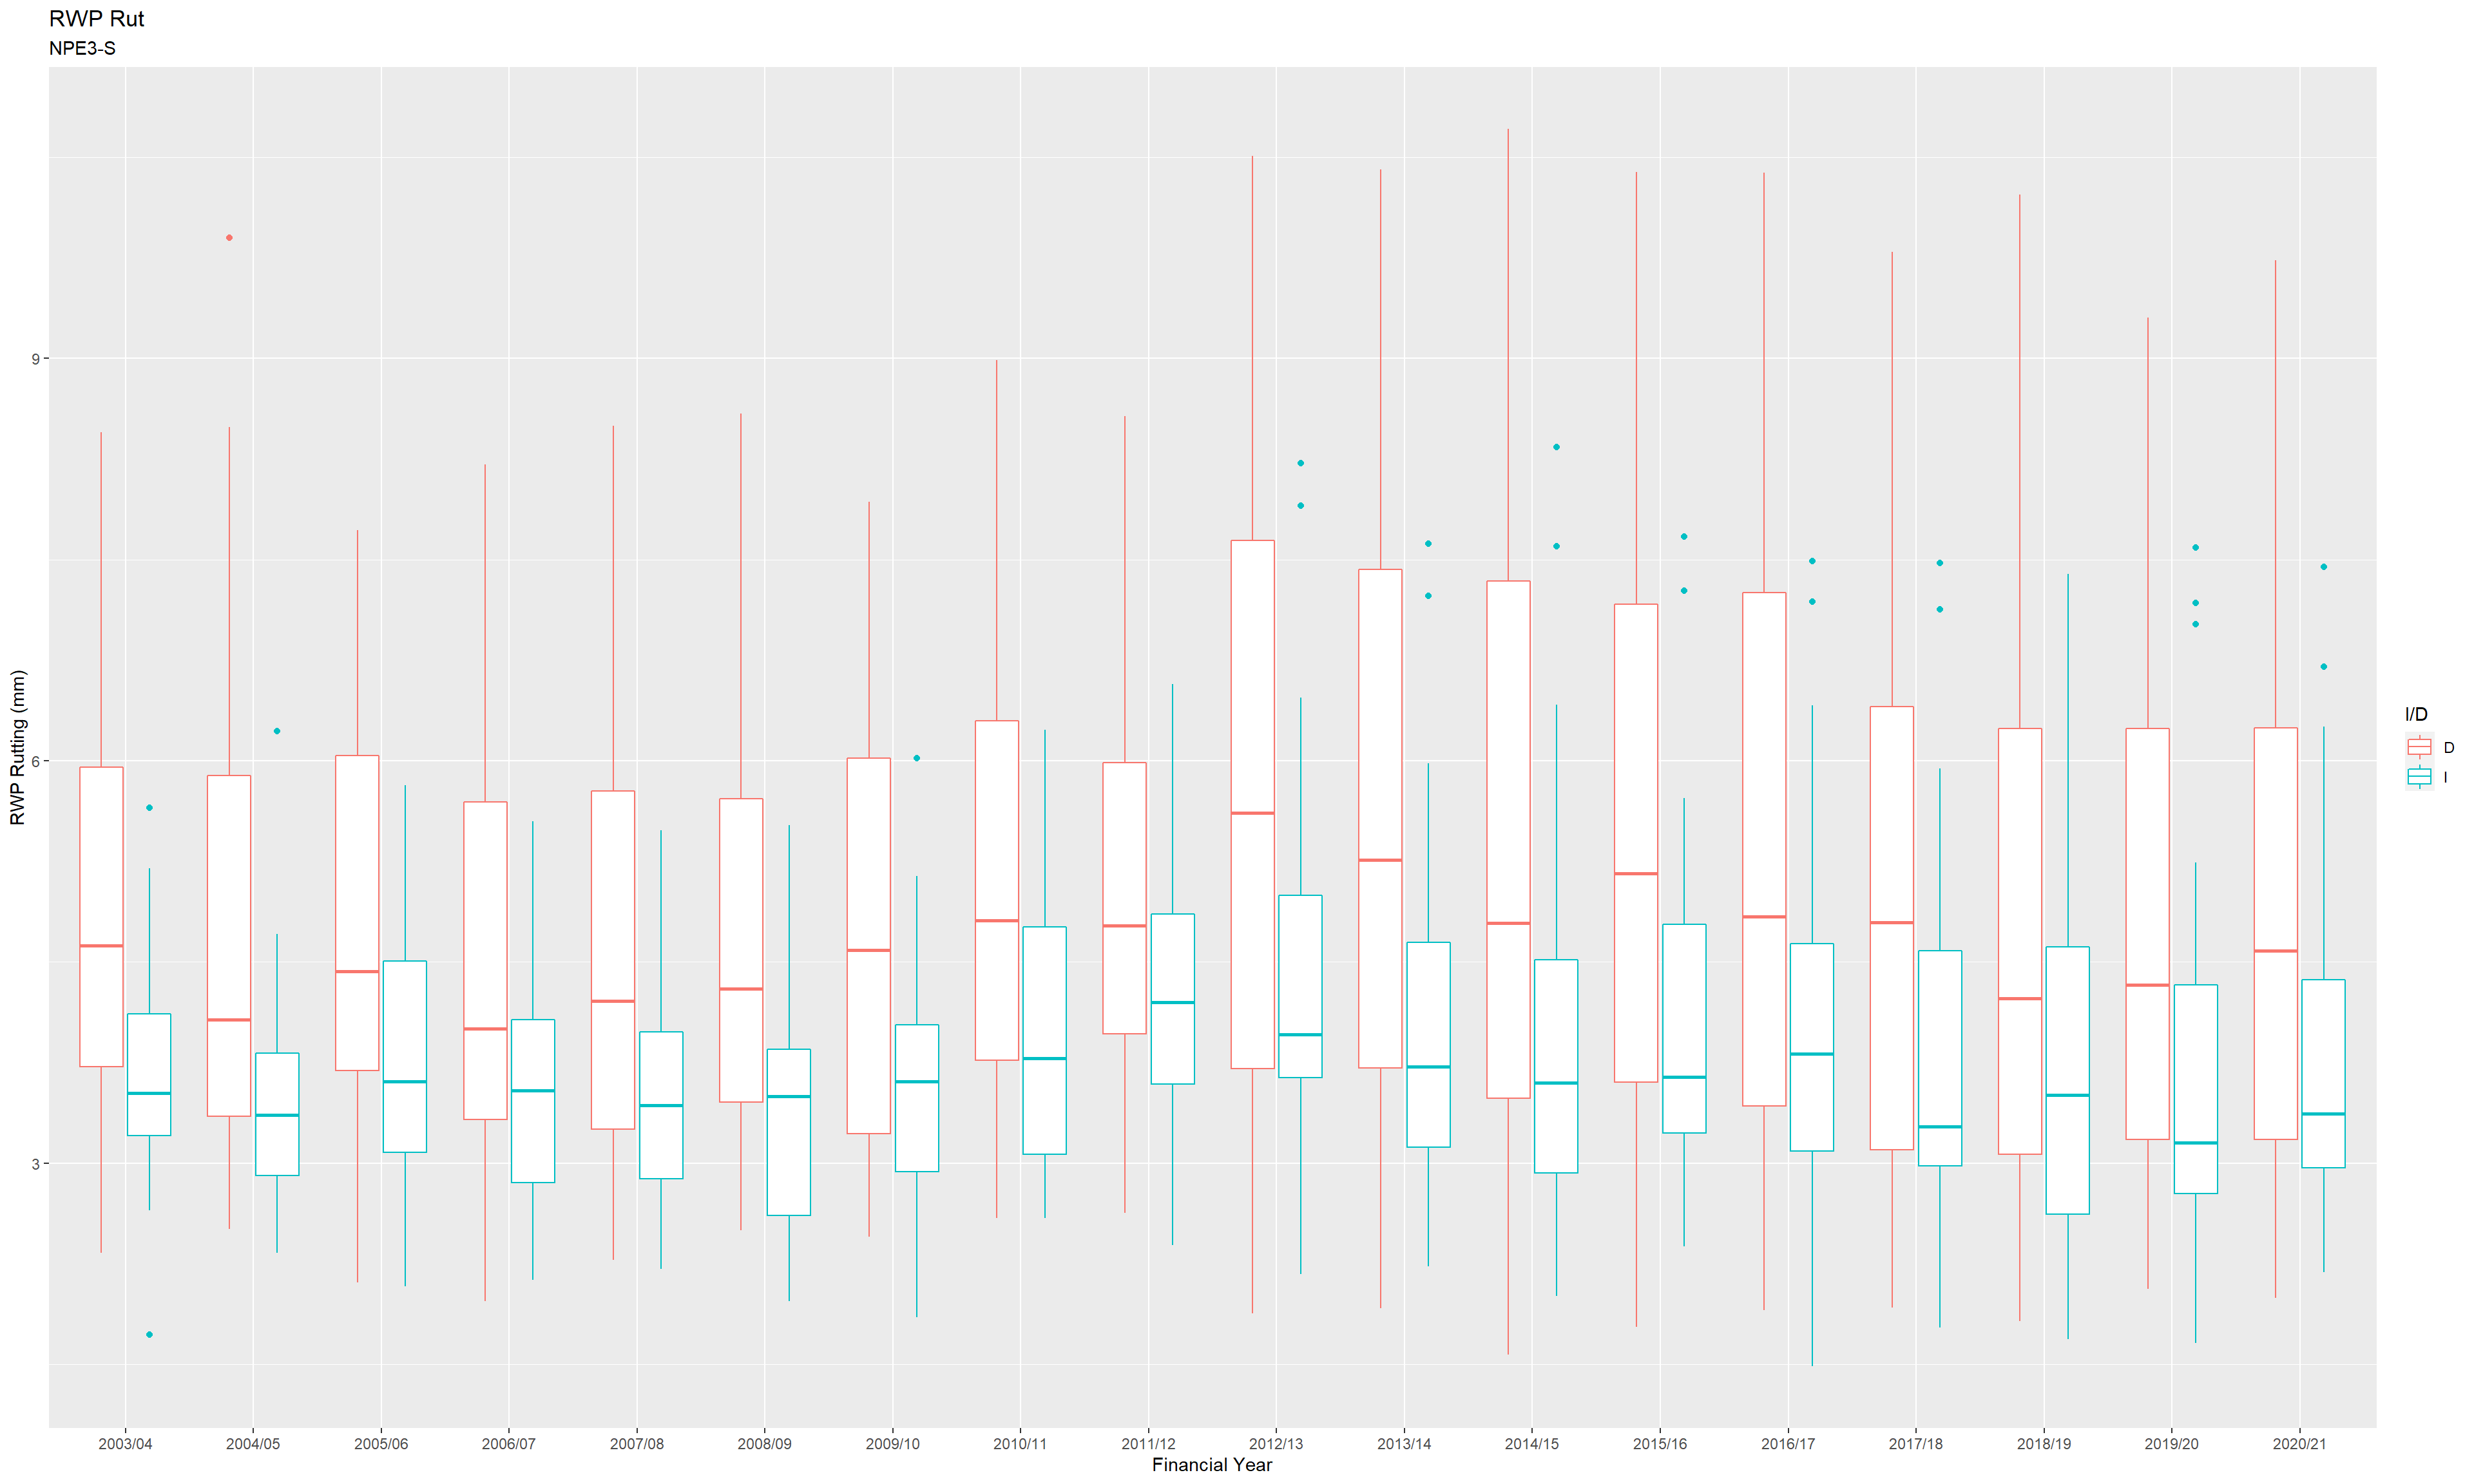 RWP Rut
NPE3-S
RWP Rutting (mm)
9
6
3
2003/04 2004/05 2005/06 2006/07 2007/08 2008/09 2009/10 2010/11 2011/12 2012/13 2013/14 2014/15 2015/16 2016/17 2017/18 2018/19 2019/20 2020/21
Financial Year
I/D
D
I